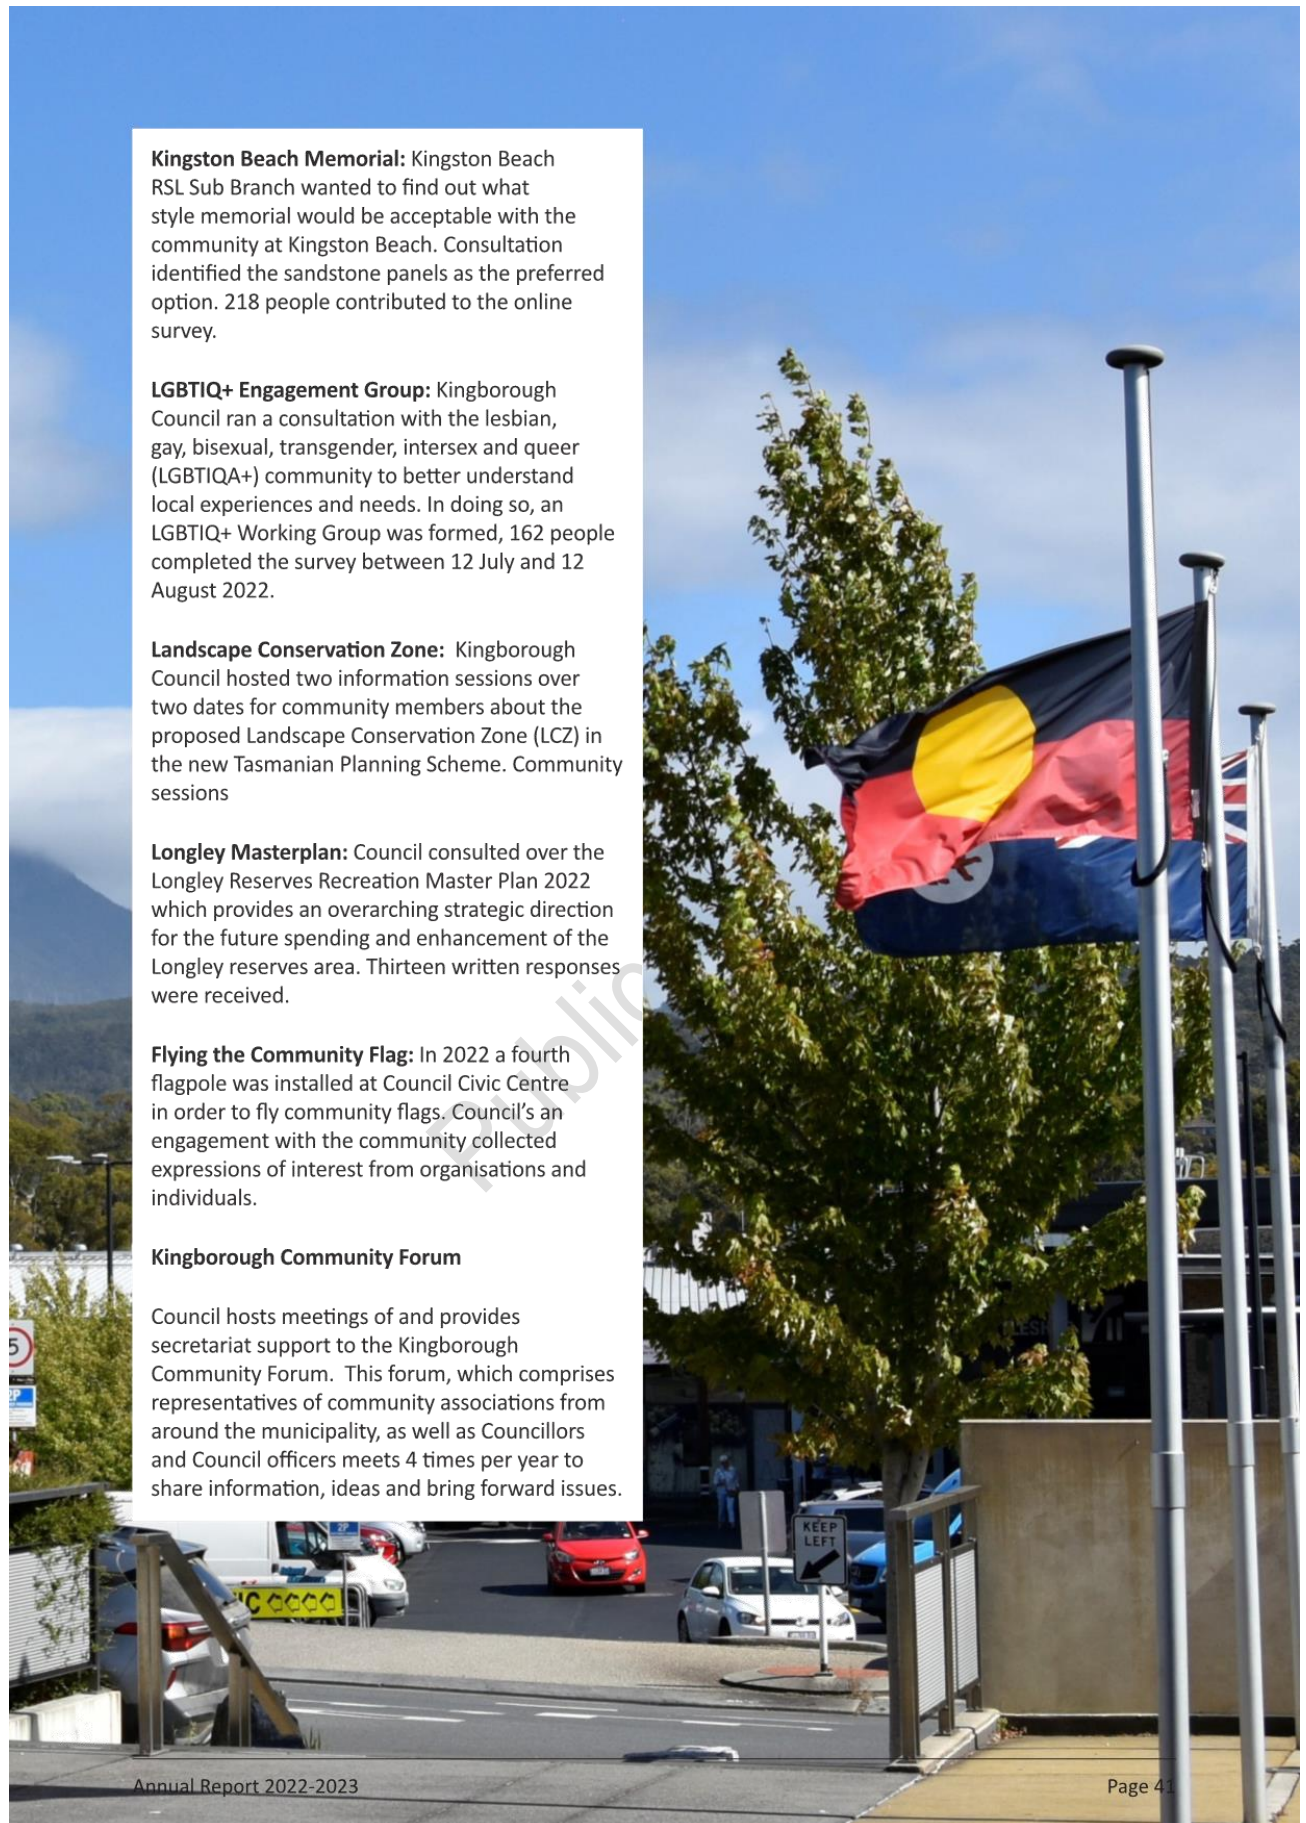 Kingston Beach Memorial: Kingston Beach
RSL Sub Branch wanted to find out what
style memorial would be acceptable with the
community at Kingston Beach. Consultation
identified the sandstone panels as the preferred
option. 218 people contributed to the online
survey.
LGBTIQ+ Engagement Group: Kingborough
Council ran a consultation with the lesbian,
gay, bisexual, transgender, intersex and queer
(LGBTIQA+) community to better understand
local experiences and needs. In doing so, an
LGBTIQ+ Working Group was formed, 162 people
completed the survey between 12 July and 12
August 2022.
Landscape Conservation Zone:  Kingborough
Council hosted two information sessions over
two dates for community members about the
proposed Landscape Conservation Zone (LCZ) in
the new Tasmanian Planning Scheme. Community
sessions
Longley Masterplan: Council consulted over the
Longley Reserves Recreation Master Plan 2022
which provides an overarching strategic direction
for the future spending and enhancement of the
Longley reserves area. Thirteen written responses
were received.
Public
Flying the Community Flag: In 2022 a fourth
flagpole was installed at Council Civic Centre
in order to fly community flags. Council’s an
engagement with the community collected
expressions of interest from organisations and
individuals.
Kingborough Community Forum
Council hosts meetings of and provides
secretariat support to the Kingborough
Community Forum.  This forum, which comprises
representatives of community associations from
around the municipality, as well as Councillors
and Council officers meets 4 times per year to
share information, ideas and bring forward issues.
5
2P
2P
KEEP
LEFT
IC
Annual Report 2022-2023
Page 41